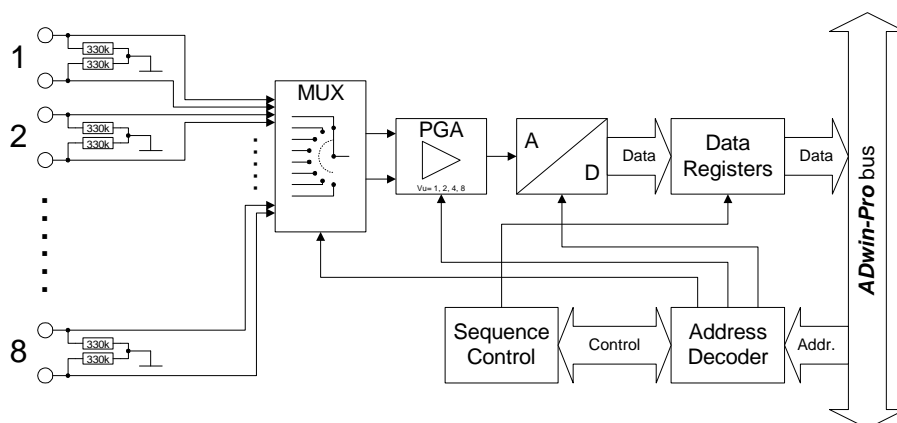 1
330k
330k
2
330k
330k
8
330k
330k
MUX
PGA
Vu= 1, 2, 4, 8
A
D
Data
Data
Registers
Data
Sequence
Control
Control
Address
Decoder
Addr.
ADwin-Pro bus